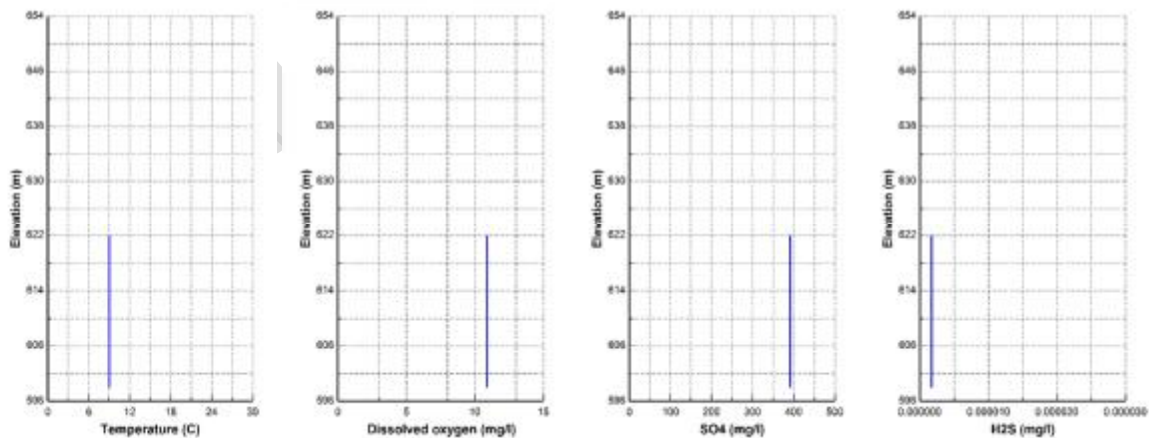 654
646
638
630
622
614
606
598
Elevation (m)
0 6 12 18 24 30
Temperature (C)
654
646
638
630
622
614
606
598
Elevation (m)
0 5 10 15
Dissolved oxygen (mg/l)
654
646
638
630
622
614
606
598
Elevation (m)
0 100 200 300 400 500
SO4 (mg/l)
654
646
638
630
622
614
606
598
Elevation (m)
0.000000 0.000010 0.000020 0.000030
H2S (mg/l)